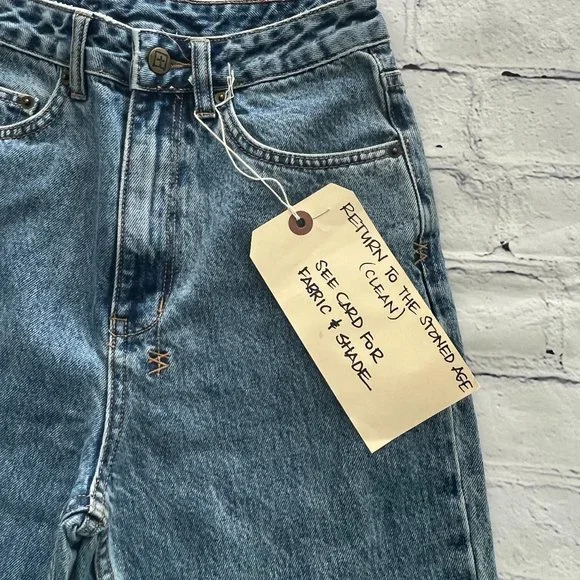 RETURN TO THE STONED AGE
(CLEAN)
SEE CARD FOR
FABRIC & SHADE